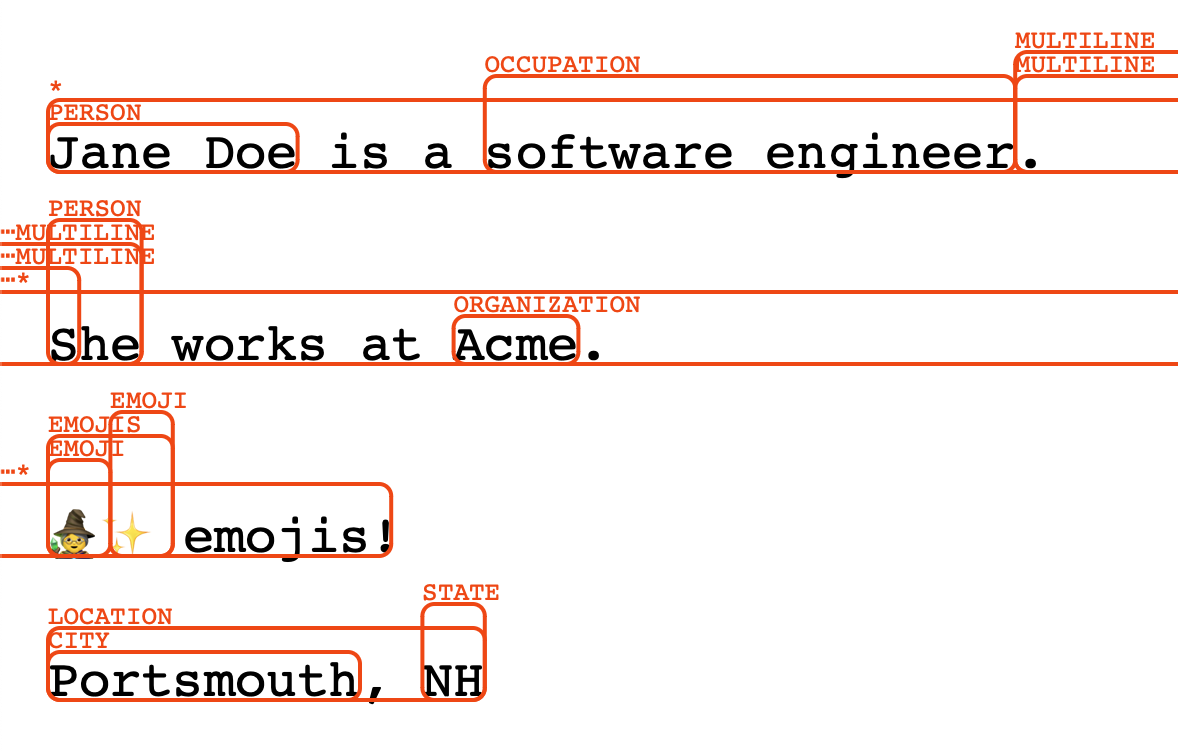 MULTILINE
OCCUPATION MULTILINE
*
PERSON
Jane Doe is a software engineer.
PERSON
…MULTILINE
…MULTILINE
…*
ORGANIZATION
She works at Acme.
EMOJI
EMOJIS
EMOJI
…*
🧙✨ emojis!
STATE
LOCATION
CITY
Portsmouth, NH